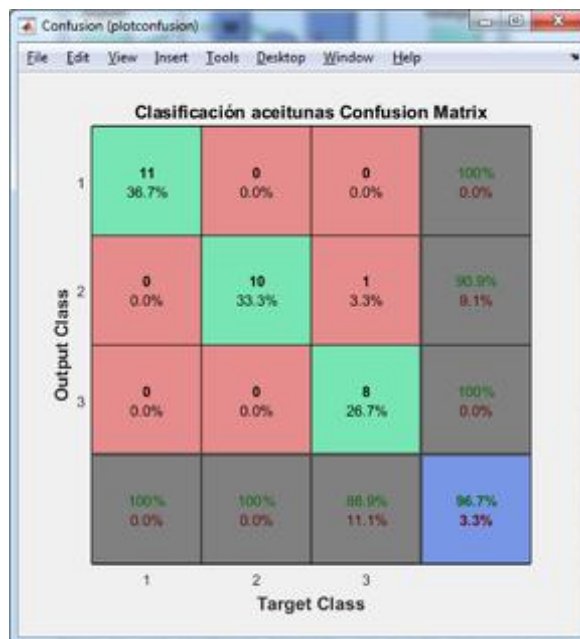 Confusion (plotconfusion)
File Edit View Insert Tools Desktop Window Help
Clasificación aceitunas Confusion Matrix
Output Class
1
11 0 0 100%
36.7% 0.0% 0.0% 0.0%
2
0 10 1 90.9%
0.0% 33.3% 3.3% 9.1%
3
0 0 8 100%
0.0% 0.0% 26.7% 0.0%
100% 100% 88.9% 96.7%
0.0% 0.0% 11.1% 3.3%
1 2 3
Target Class